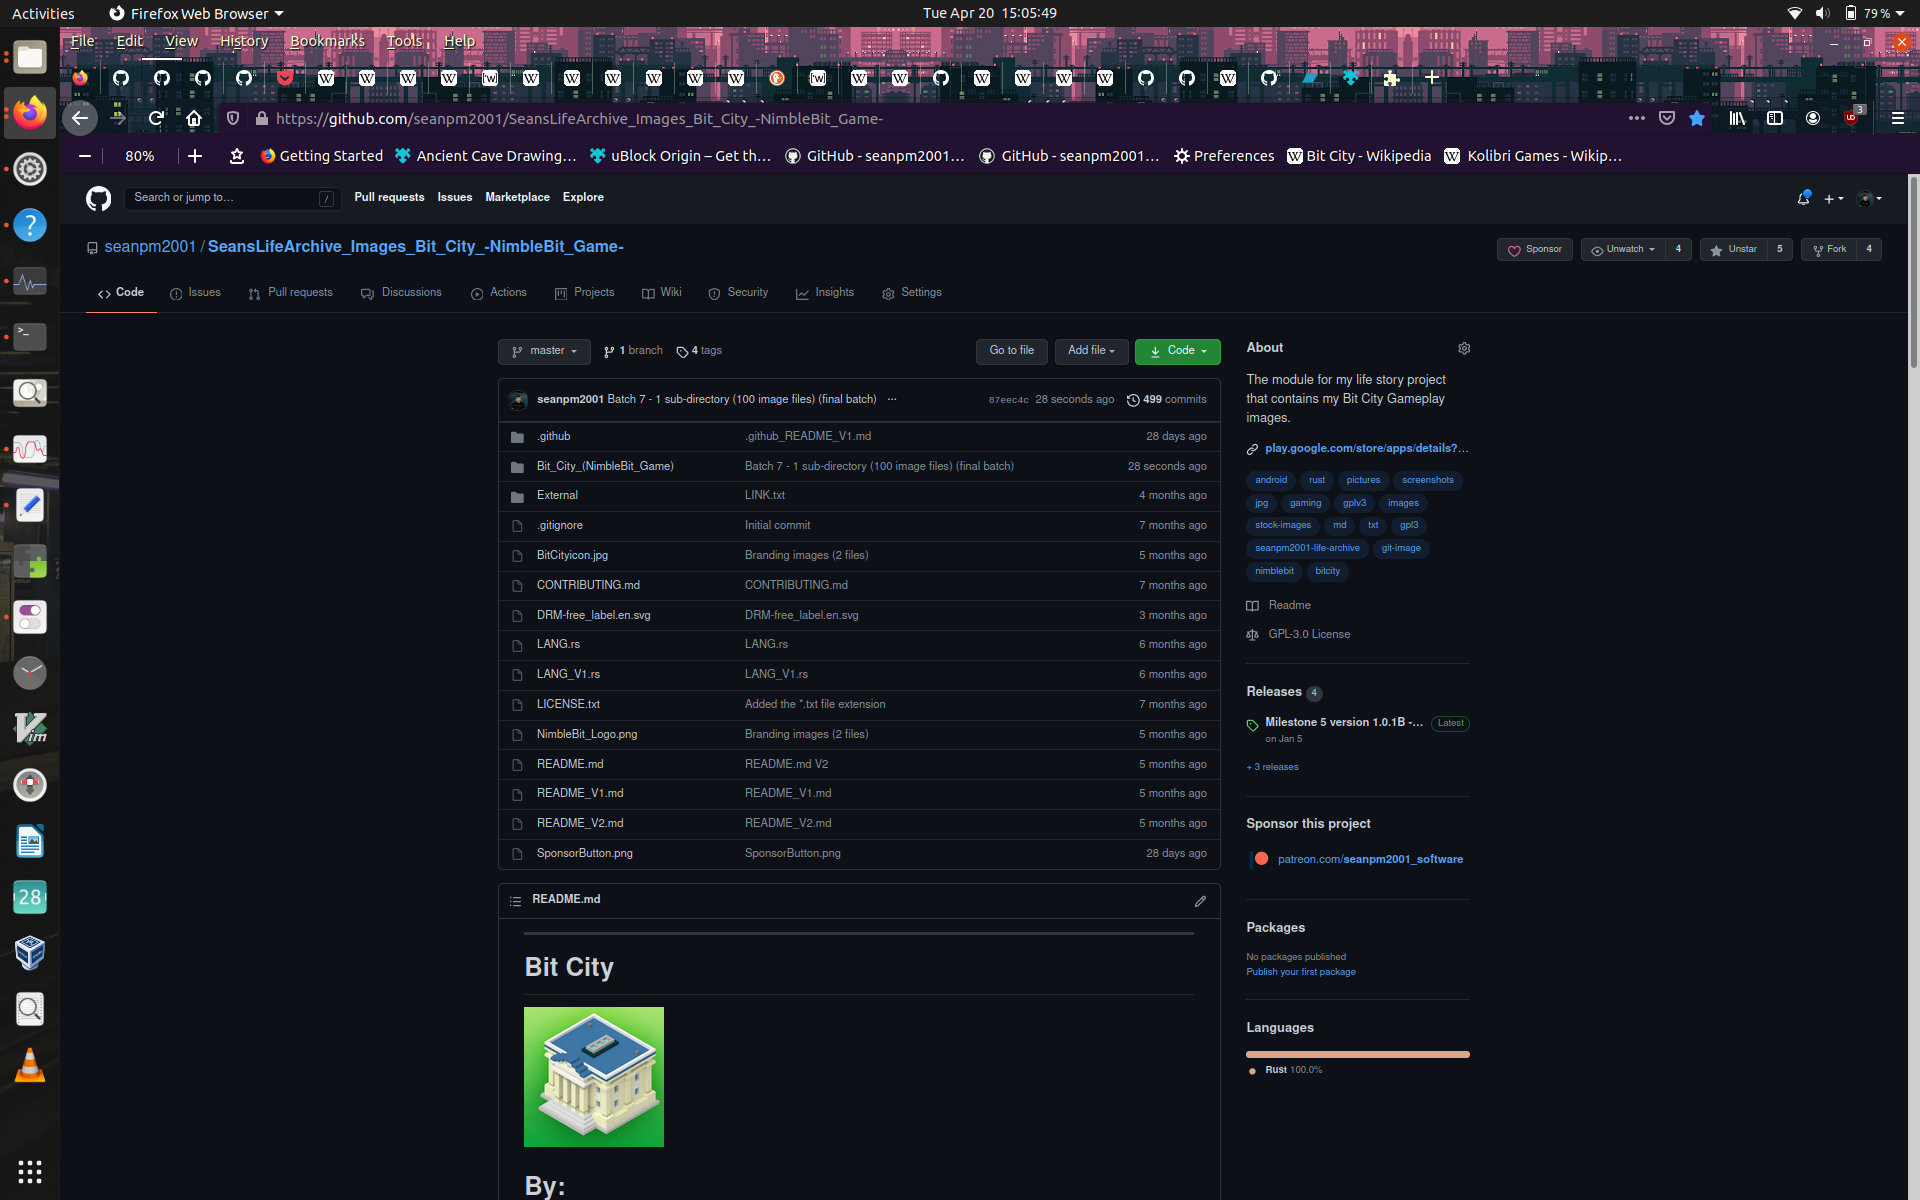 Activities Firefox Web Browser Tue Apr 20 15:05:49 79 %
File Edit View History Bookmarks Tools Help
https://github.com/seanpm2001/SeansLifeArchive_Images_Bit_City_-NimbleBit_Game- 3
80% Getting Started Ancient Cave Drawing… uBlock Origin – Get th… GitHub - seanpm2001… GitHub - seanpm2001… Preferences Bit City - Wikipedia Kolibri Games - Wikip…
Search or jump to… / Pull requests Issues Marketplace Explore
seanpm2001 / SeansLifeArchive_Images_Bit_City_-NimbleBit_Game- Sponsor Unwatch 4 Unstar 5 Fork 4
Code Issues Pull requests Discussions Actions Projects Wiki Security Insights Settings
master 1 branch 4 tags Go to file Add file Code
seanpm2001 Batch 7 - 1 sub-directory (100 image files) (final batch) ... 87eec4c 28 seconds ago 499 commits
.github .github_README_V1.md 28 days ago
Bit_City_(NimbleBit_Game) Batch 7 - 1 sub-directory (100 image files) (final batch) 28 seconds ago
External LINK.txt 4 months ago
.gitignore Initial commit 7 months ago
BitCityicon.jpg Branding images (2 files) 5 months ago
CONTRIBUTING.md CONTRIBUTING.md 7 months ago
DRM-free_label.en.svg DRM-free_label.en.svg 3 months ago
LANG.rs LANG.rs 6 months ago
LANG_V1.rs LANG_V1.rs 6 months ago
LICENSE.txt Added the *.txt file extension 7 months ago
NimbleBit_Logo.png Branding images (2 files) 5 months ago
README.md README.md V2 5 months ago
README_V1.md README_V1.md 5 months ago
README_V2.md README_V2.md 5 months ago
SponsorButton.png SponsorButton.png 28 days ago
README.md
Bit City
By:
About
The module for my life story project
that contains my Bit City Gameplay
images.
play.google.com/store/apps/details?…
android rust pictures screenshots
jpg gaming gplv3 images
stock-images md txt gpl3
seanpm2001-life-archive git-image
nimblebit bitcity
Readme
GPL-3.0 License
Releases 4
Milestone 5 version 1.0.1B -… Latest
on Jan 5
+ 3 releases
Sponsor this project
patreon.com/seanpm2001_software
Packages
No packages published
Publish your first package
Languages
Rust 100.0%
28